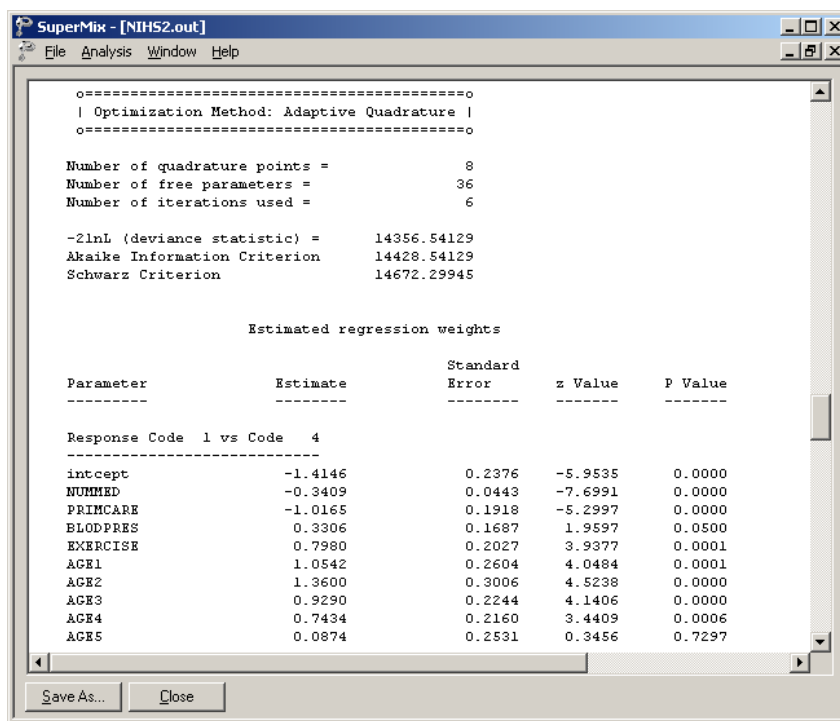 SuperMix - [NIHS2.out]
File Analysis Window Help
o===========================================o
| Optimization Method: Adaptive Quadrature |
o===========================================o
Number of quadrature points = 8
Number of free parameters = 36
Number of iterations used = 6
-2lnL (deviance statistic) = 14356.54129
Akaike Information Criterion 14428.54129
Schwarz Criterion 14672.29945
Estimated regression weights
Standard
Parameter Estimate Error z Value P Value
--------- -------- -------- ------- -------
Response Code 1 vs Code 4
-----------------------------
intcept -1.4146 0.2376 -5.9535 0.0000
NUMMED -0.3409 0.0443 -7.6991 0.0000
PRIMCARE -1.0165 0.1918 -5.2997 0.0000
BLODPRES 0.3306 0.1687 1.9597 0.0500
EXERCISE 0.7980 0.2027 3.9377 0.0001
AGE1 1.0542 0.2604 4.0484 0.0001
AGE2 1.3600 0.3006 4.5238 0.0000
AGE3 0.9290 0.2244 4.1406 0.0000
AGE4 0.7434 0.2160 3.4409 0.0006
AGE5 0.0874 0.2531 0.3456 0.7297
Save As... Close